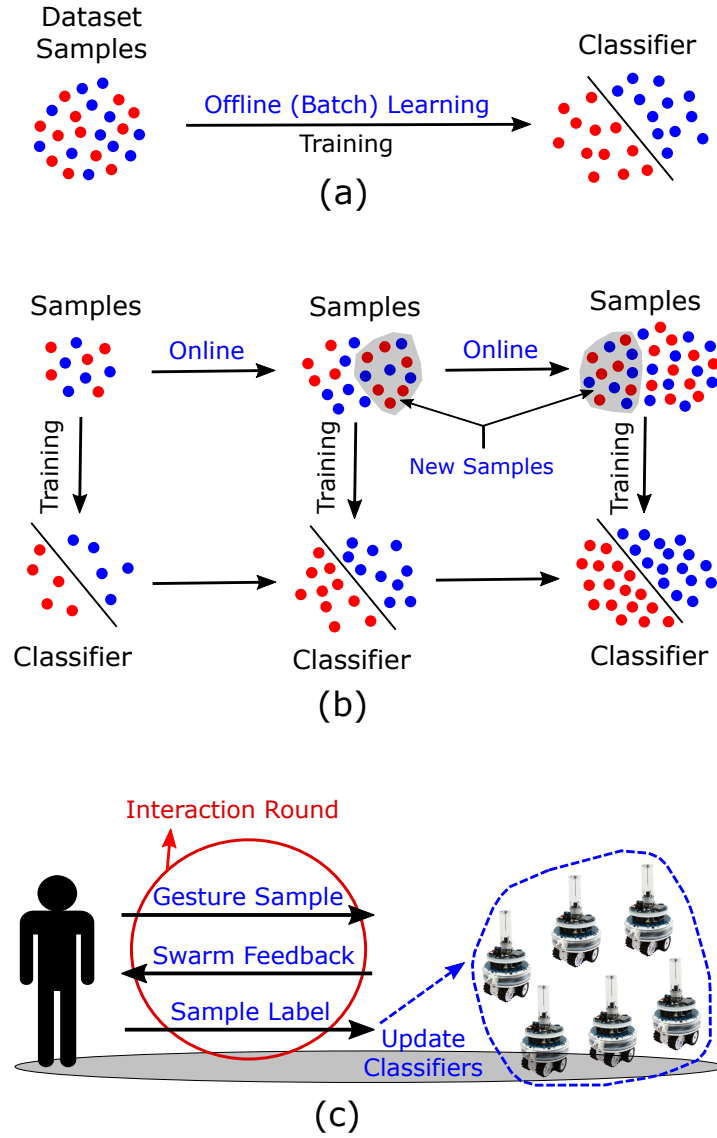 Dataset
Samples
Classifier
Offline (Batch) Learning
Training
(a)
Samples
Samples
Samples
Online
Online
New Samples
Training
Training
Training
Classifier
Classifier
Classifier
(b)
Interaction Round
Gesture Sample
Swarm Feedback
Sample Label
Update
Classifiers
(c)